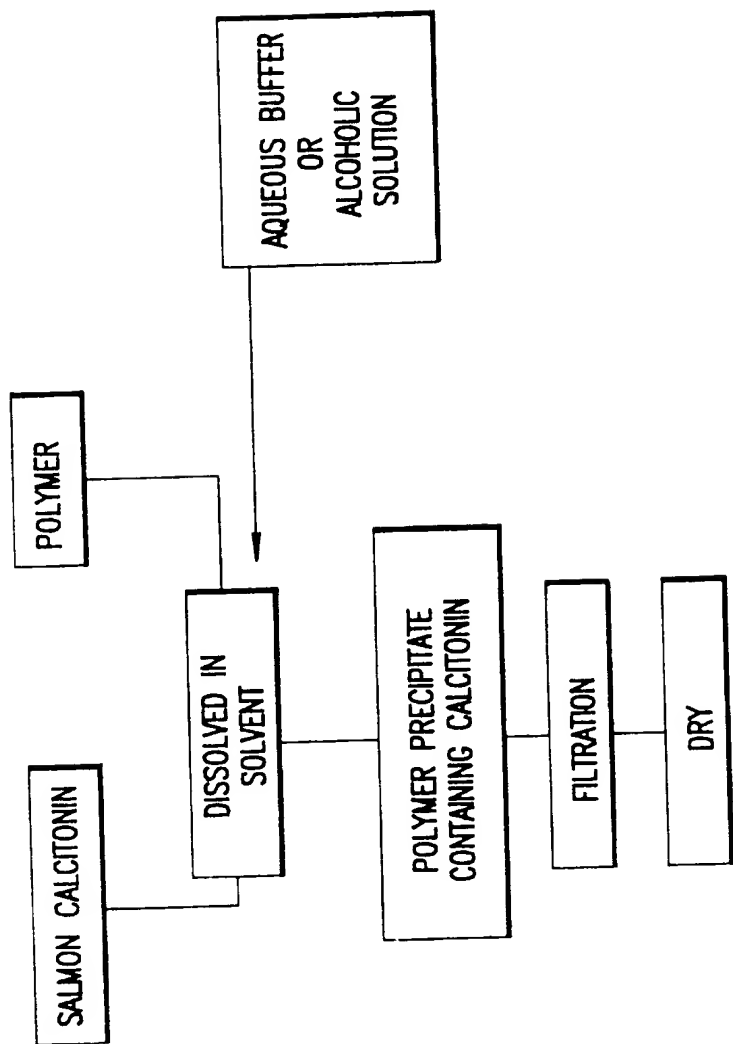 SALMON CALCITONIN
POLYMER
DISSOLVED IN
SOLVENT
AQUEOUS BUFFER
OR
ALCOHOLIC
SOLUTION
POLYMER PRECIPITATE
CONTAINING CALCITONIN
FILTRATION
DRY